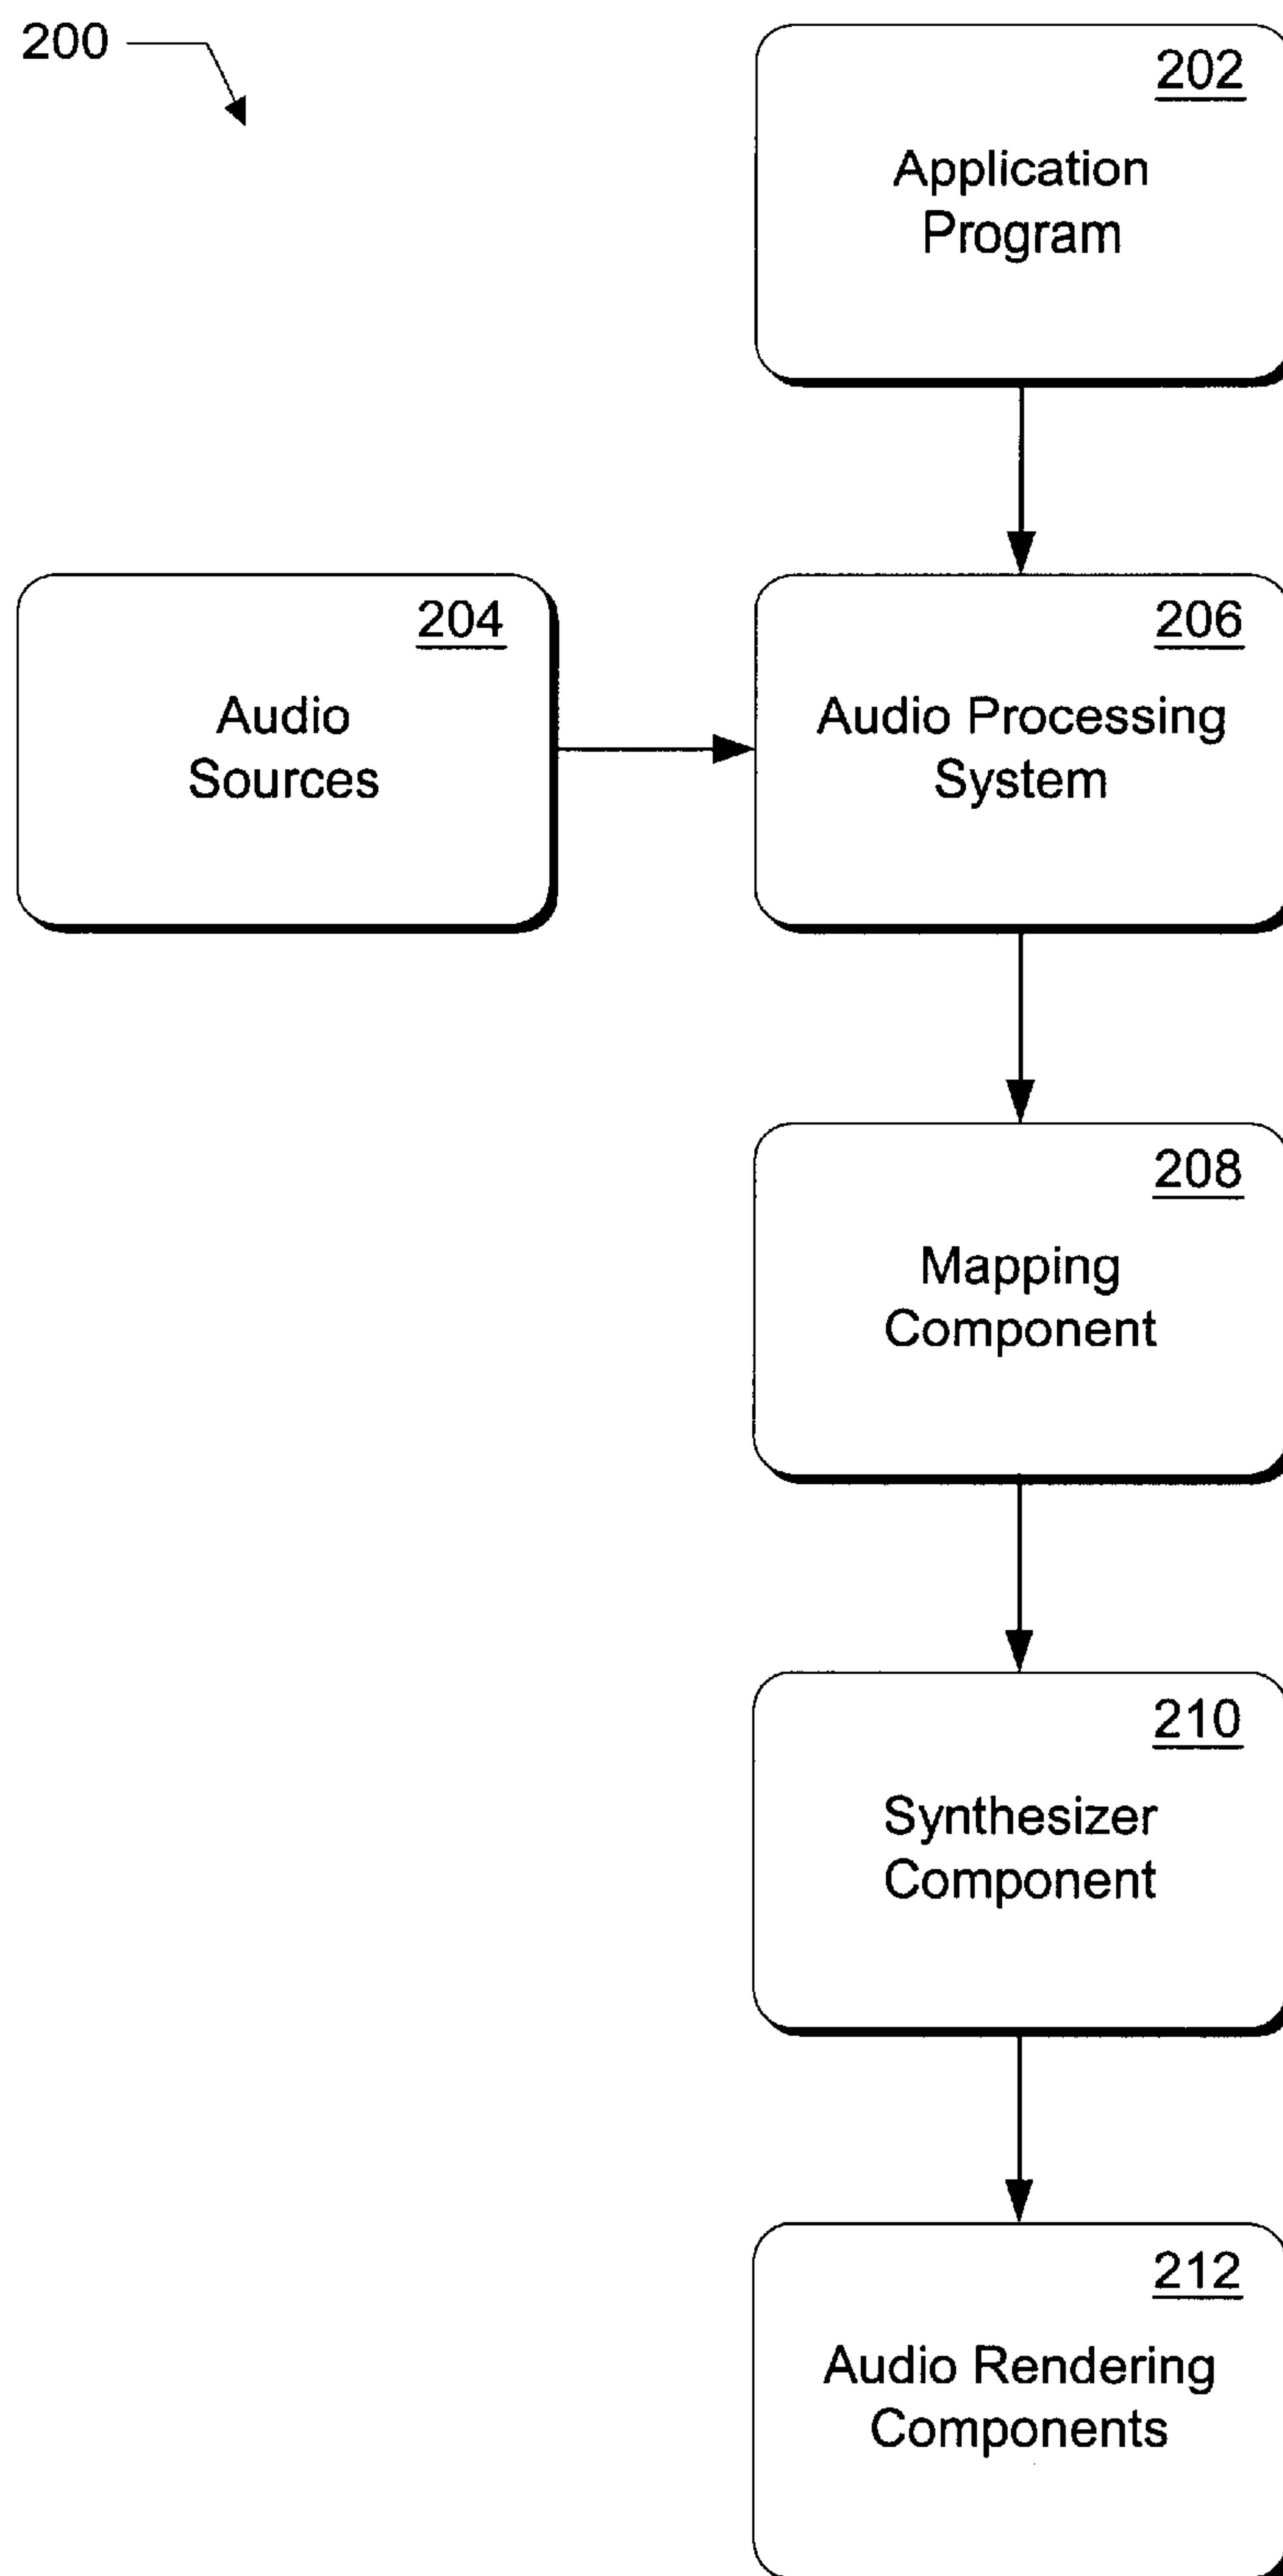 200
202
Application
Program
204
Audio
Sources
206
Audio Processing
System
208
Mapping
Component
210
Synthesizer
Component
212
Audio Rendering
Components